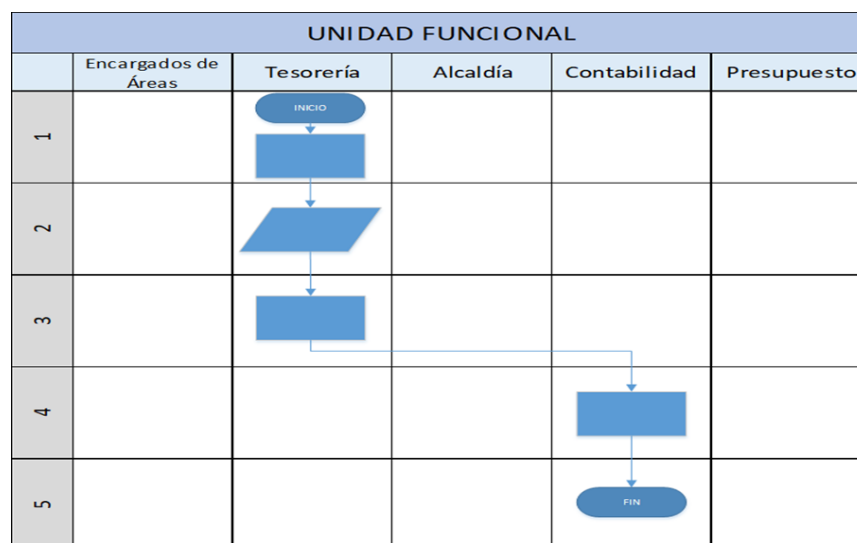 UNIDAD FUNCIONAL
Encargados de
Áreas
Tesorería
Alcaldía
Contabilidad
Presupuesto
INICIO
1
2
3
4
5
FIN